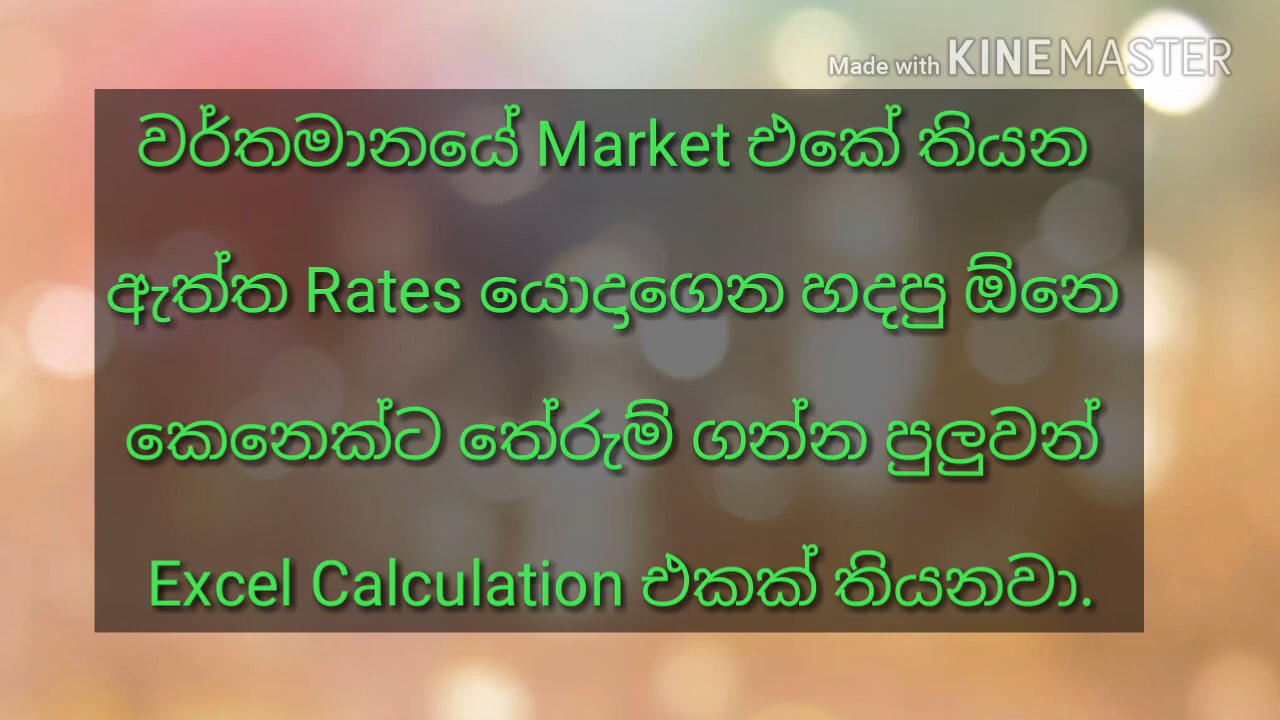 Made with KINEMASTER
වර්තමානයේ Market එකේ තියන
ඇත්ත Rates යොදාගෙන හදපු ඕනෙ
කෙනෙක්ට තේරුම් ගන්න පුලුවන්
Excel Calculation එකක් තියනවා.